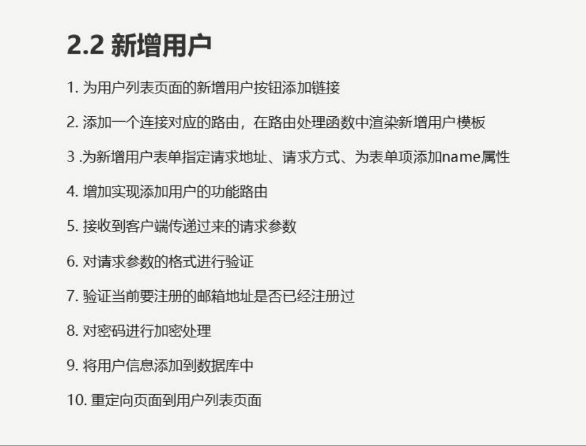 2.2 新增用户
1. 为用户列表页面的新增用户按钮添加链接
2. 添加一个连接对应的路由，在路由处理函数中渲染新增用户模板
3 .为新增用户表单指定请求地址、请求方式、为表单项添加name属性
4. 增加实现添加用户的功能路由
5. 接收到客户端传递过来的请求参数
6. 对请求参数的格式进行验证
7. 验证当前要注册的邮箱地址是否已经注册过
8. 对密码进行加密处理
9. 将用户信息添加到数据库中
10. 重定向页面到用户列表页面